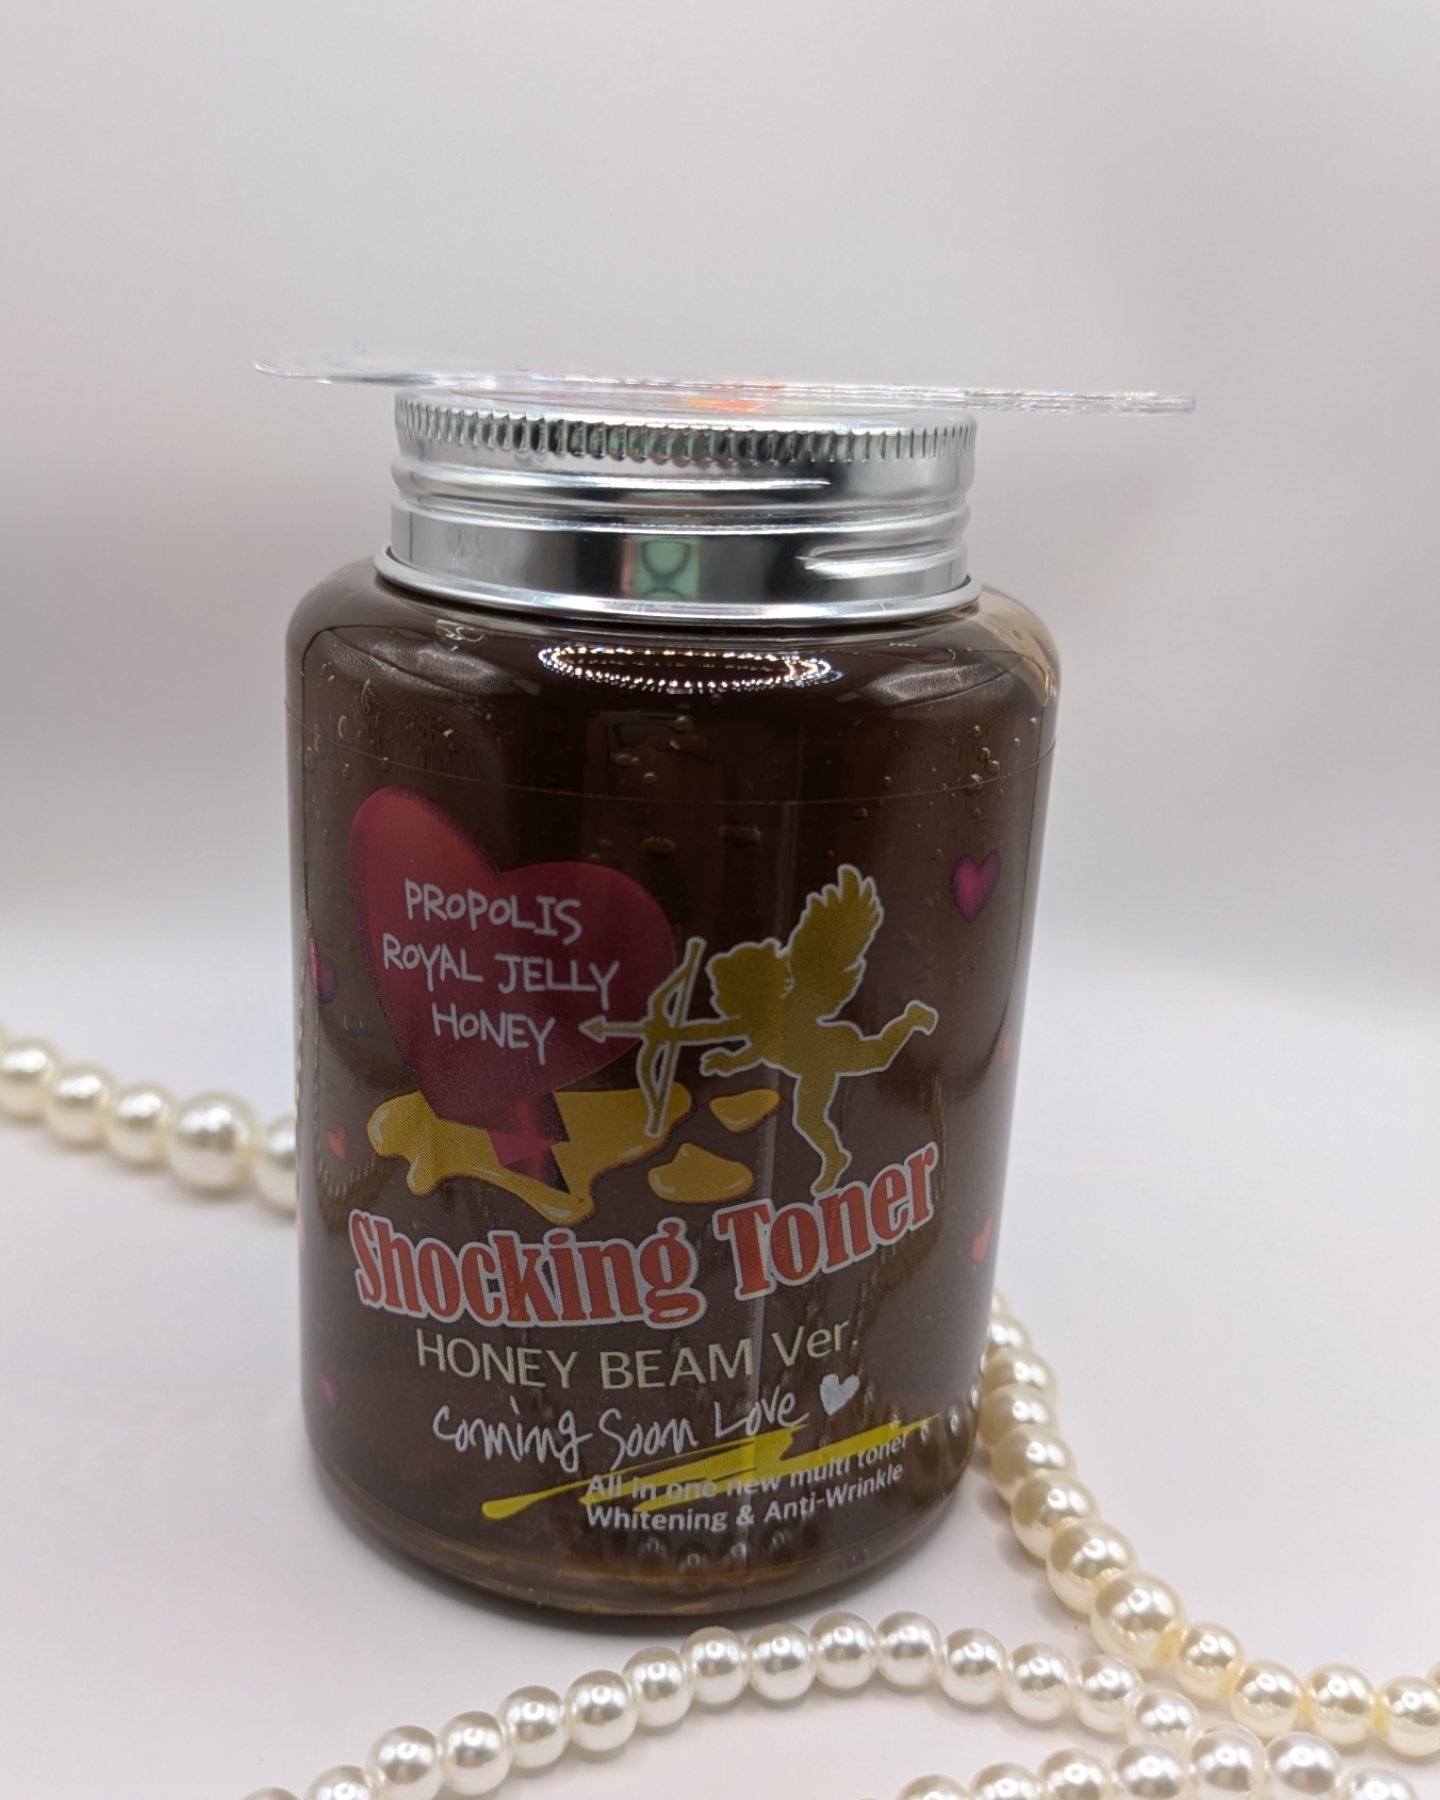 PROPOLIS
ROYAL JELLY
HONEY
Shocking Toner
HONEY BEAM Ver.
Coming Soon Love
All in one new multi toner
Whitening & Anti-Wrinkle